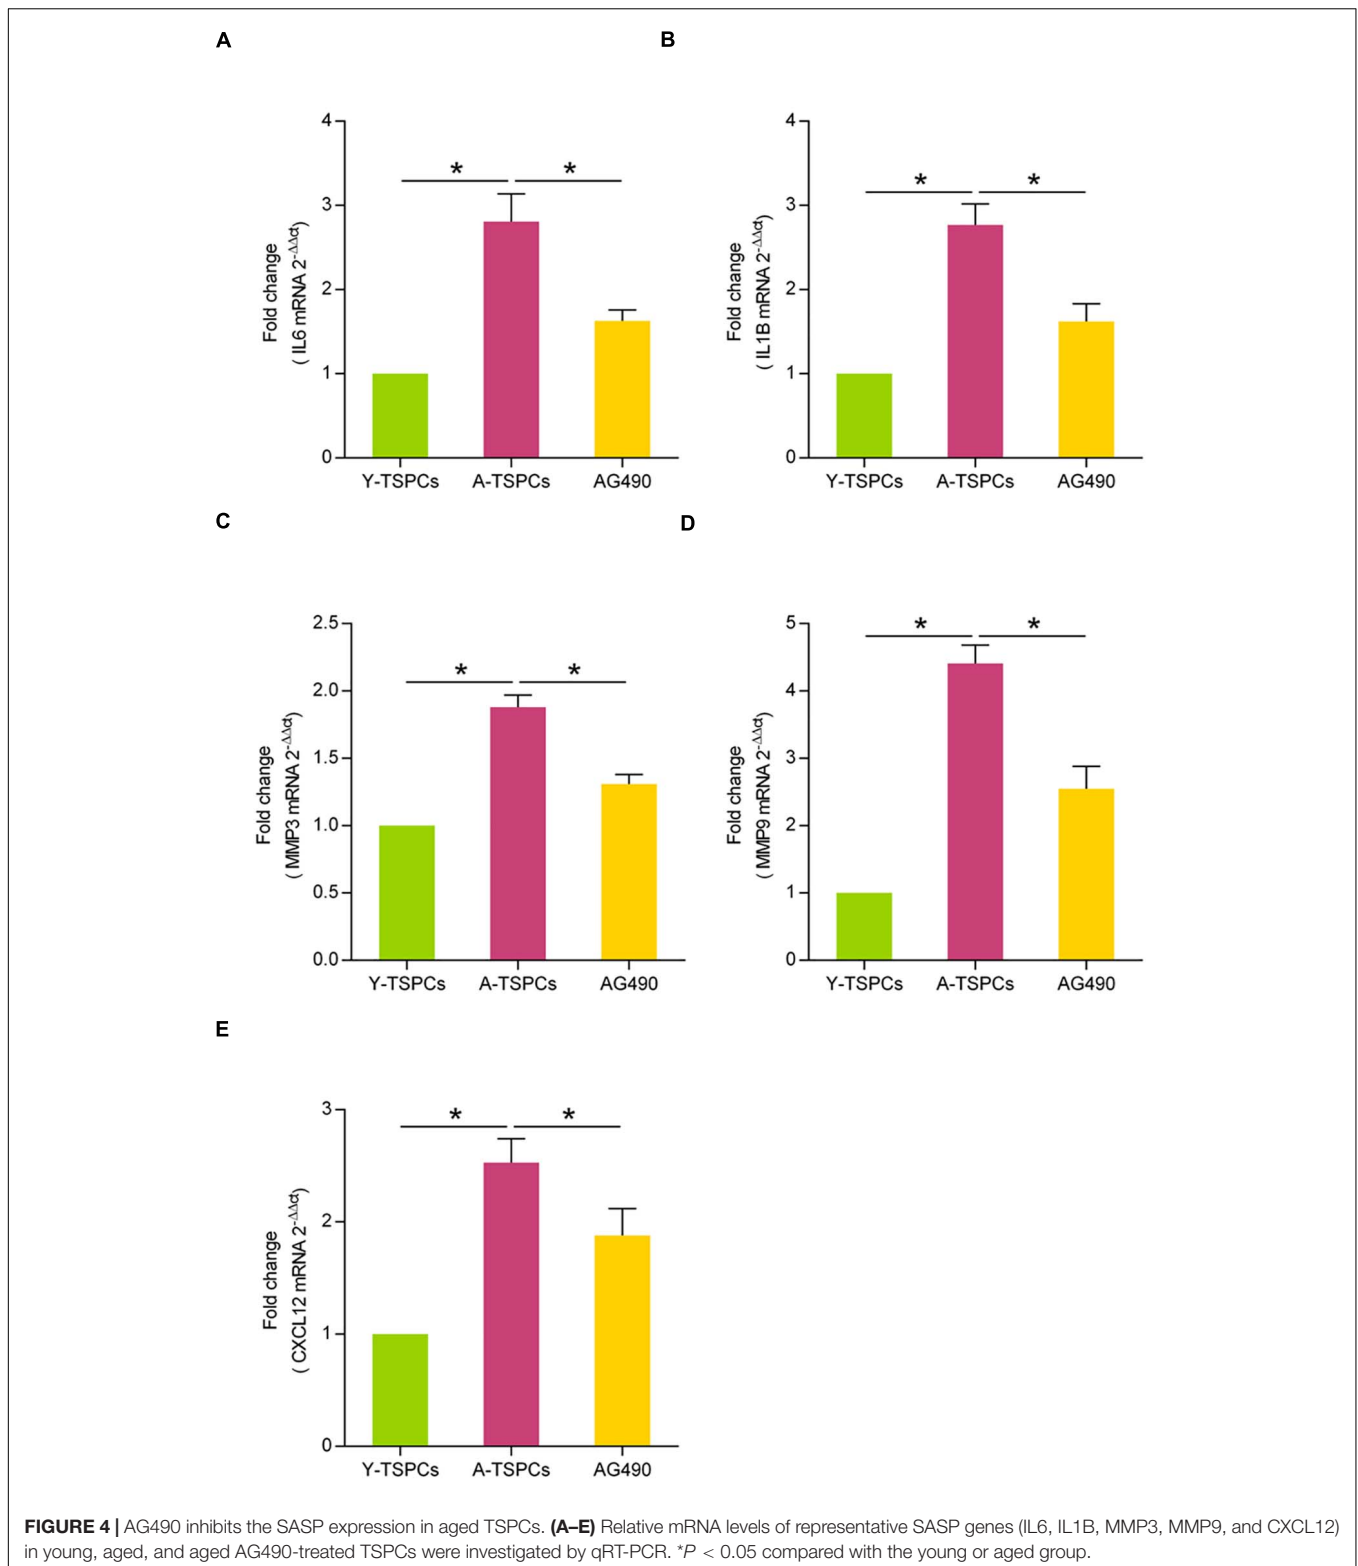 A
B
4
3
2
1
0
Fold change
( IL6 mRNA 2-ΔΔct)
*
*
Y-TSPCs
A-TSPCs
AG490
4
3
2
1
0
Fold change
( IL1B mRNA 2-ΔΔct)
*
*
Y-TSPCs
A-TSPCs
AG490
C
D
2.5
2.0
1.5
1.0
0.5
0.0
Fold change
( MMP3 mRNA 2-ΔΔct)
*
*
Y-TSPCs
A-TSPCs
AG490
5
4
3
2
1
0
Fold change
( MMP9 mRNA 2-ΔΔct)
*
*
Y-TSPCs
A-TSPCs
AG490
E
3
2
1
0
Fold change
( CXCL12 mRNA 2-ΔΔct)
*
*
Y-TSPCs
A-TSPCs
AG490
FIGURE 4 | AG490 inhibits the SASP expression in aged TSPCs. (A–E) Relative mRNA levels of representative SASP genes (IL6, IL1B, MMP3, MMP9, and CXCL12)
in young, aged, and aged AG490-treated TSPCs were investigated by qRT-PCR. *P < 0.05 compared with the young or aged group.